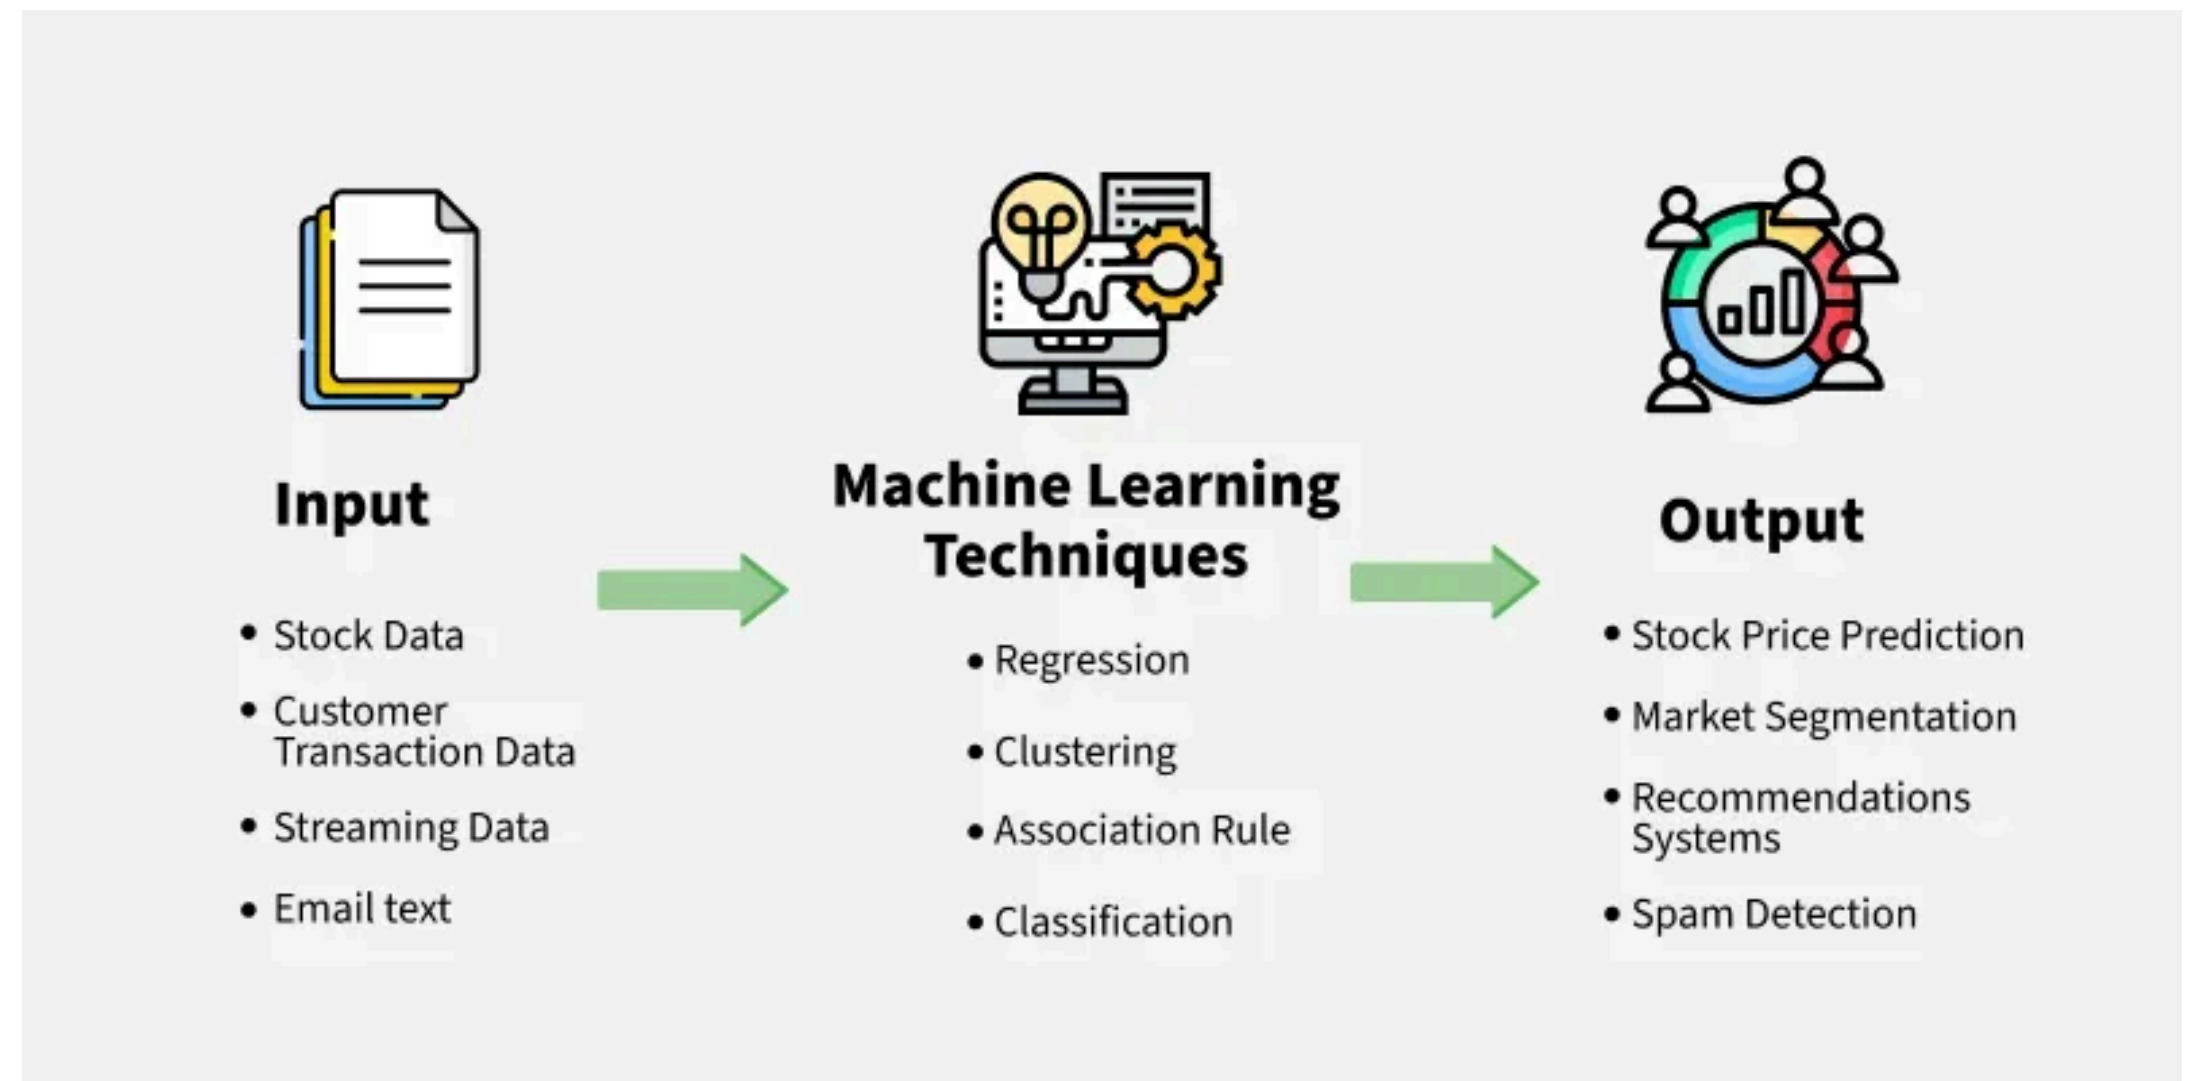 Input
• Stock Data
• Customer
Transaction Data
• Streaming Data
• Email text
Machine Learning
Techniques
• Regression
• Clustering
• Association Rule
• Classification
Output
• Stock Price Prediction
• Market Segmentation
• Recommendations
Systems
• Spam Detection